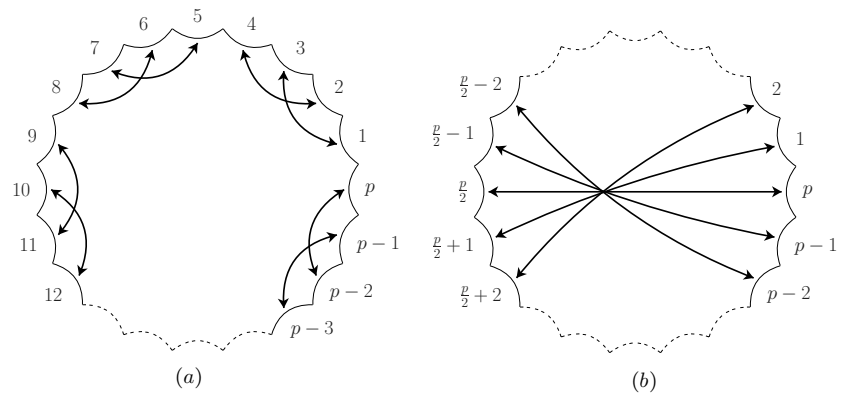 5
6
4
7
3
8
2
9
1
10
p
11
p − 1
12
p − 2
p − 3
(a)
p/2 − 2
2
p/2 − 1
1
p/2
p
p/2 + 1
p − 1
p/2 + 2
p − 2
(b)